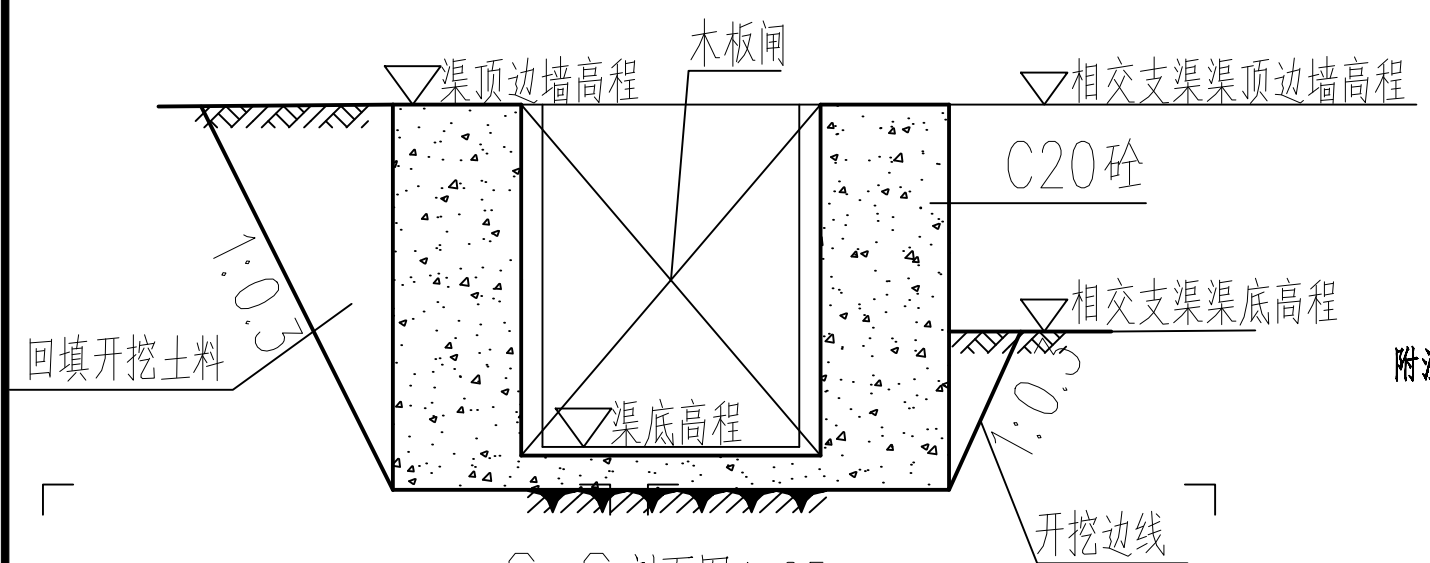 木板闸
渠顶边墙高程
相交支渠渠顶边墙高程
C20砼
1:0.3
相交支渠渠底高程
回填开挖土料
1:0.3
附
渠底高程
开挖边线